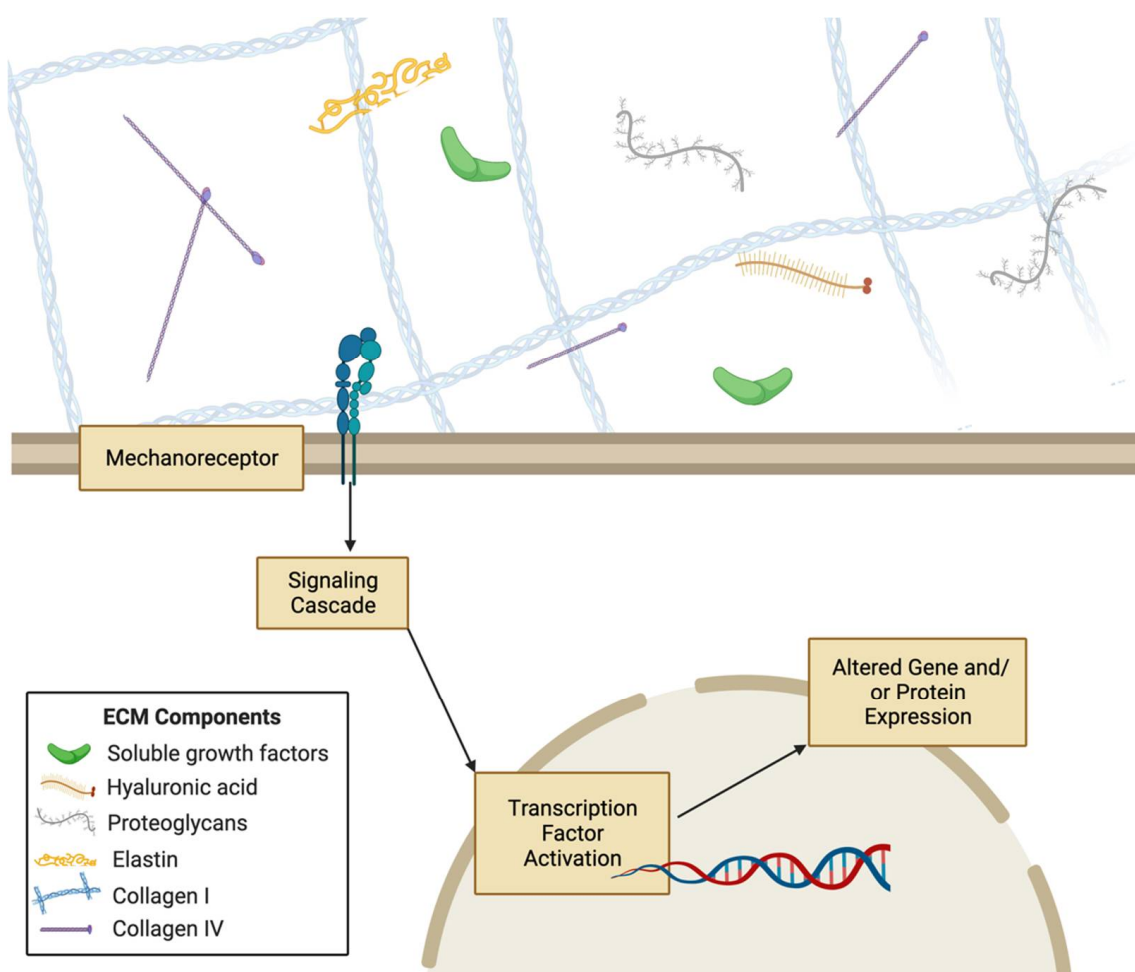 Mechanoreceptor
Signaling
Cascade
Altered Gene and/
or Protein
Expression
Transcription
Factor
Activation
ECM Components
Soluble growth factors
Hyaluronic acid
Proteoglycans
Elastin
Collagen I
Collagen IV